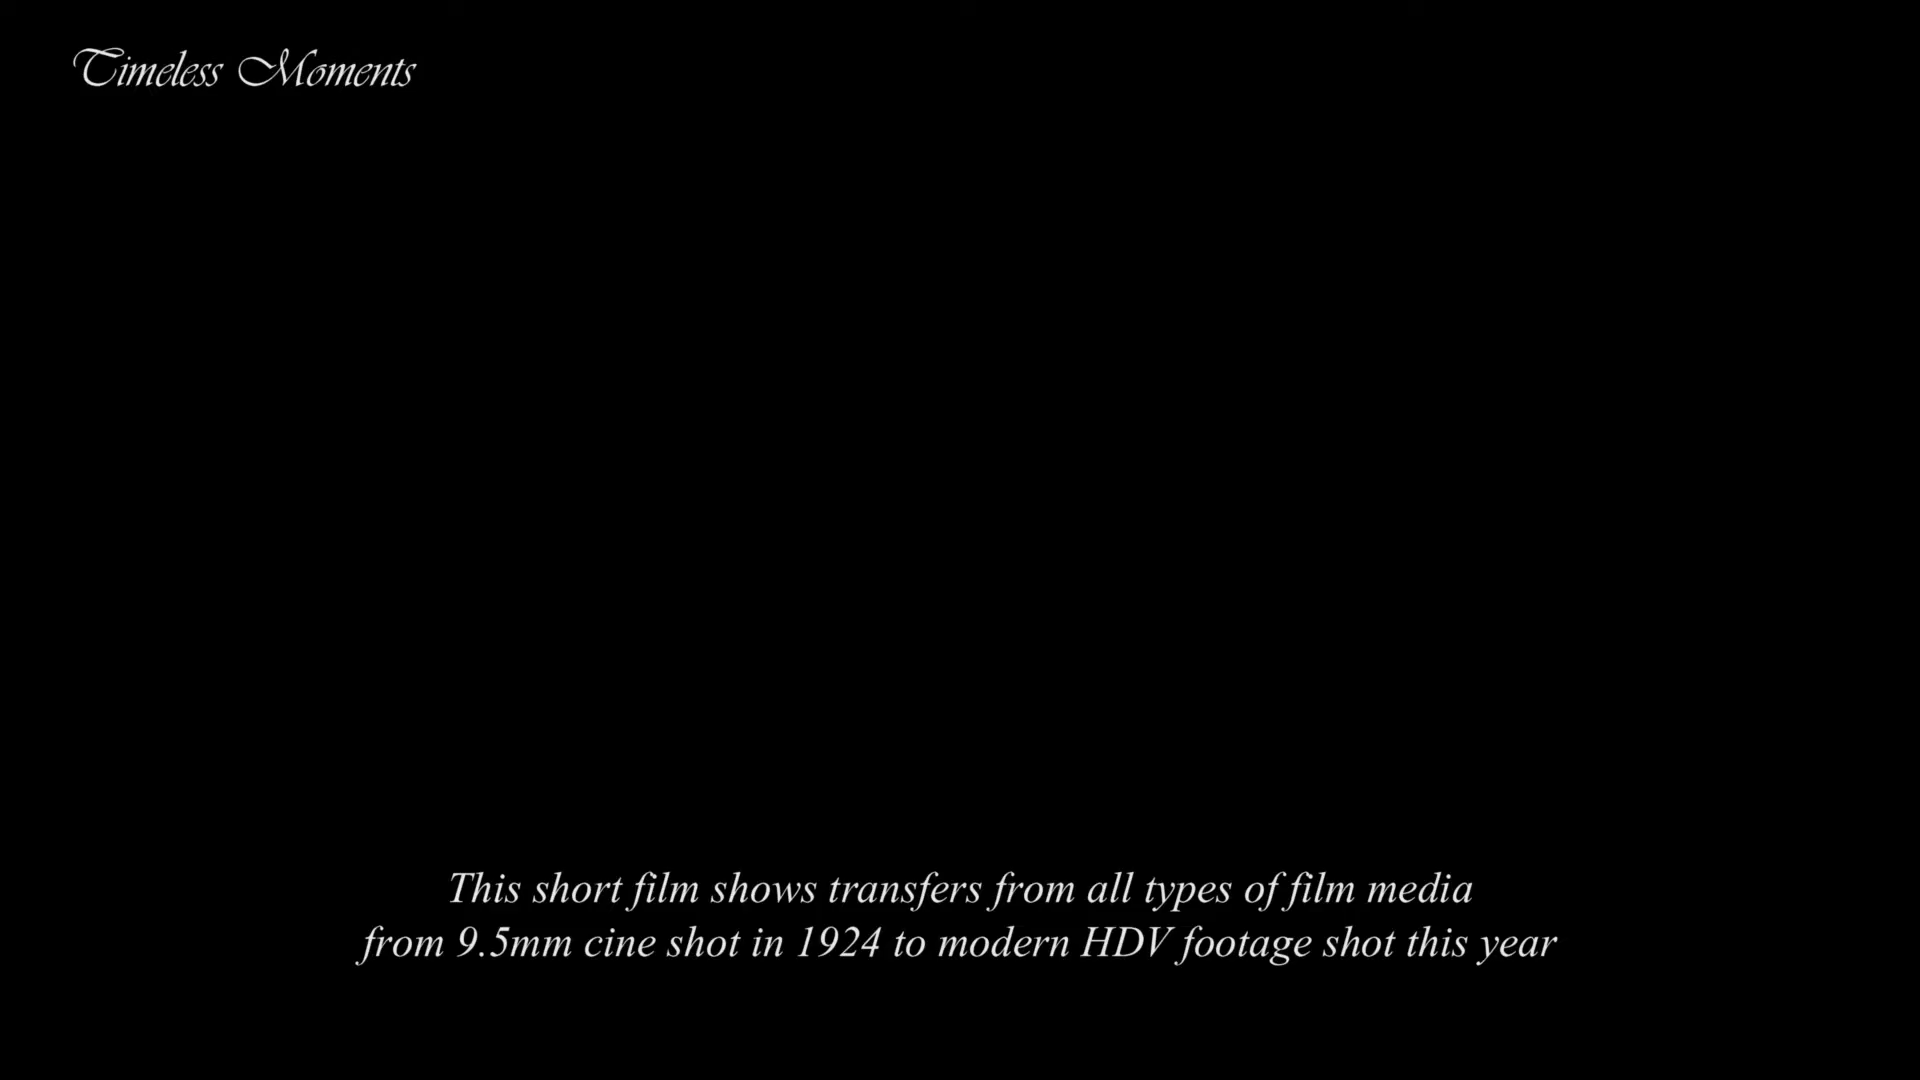 Timeless Moments
This short film shows transfers from all types of film media
from 9.5mm cine shot in 1924 to modern HDV footage shot this year